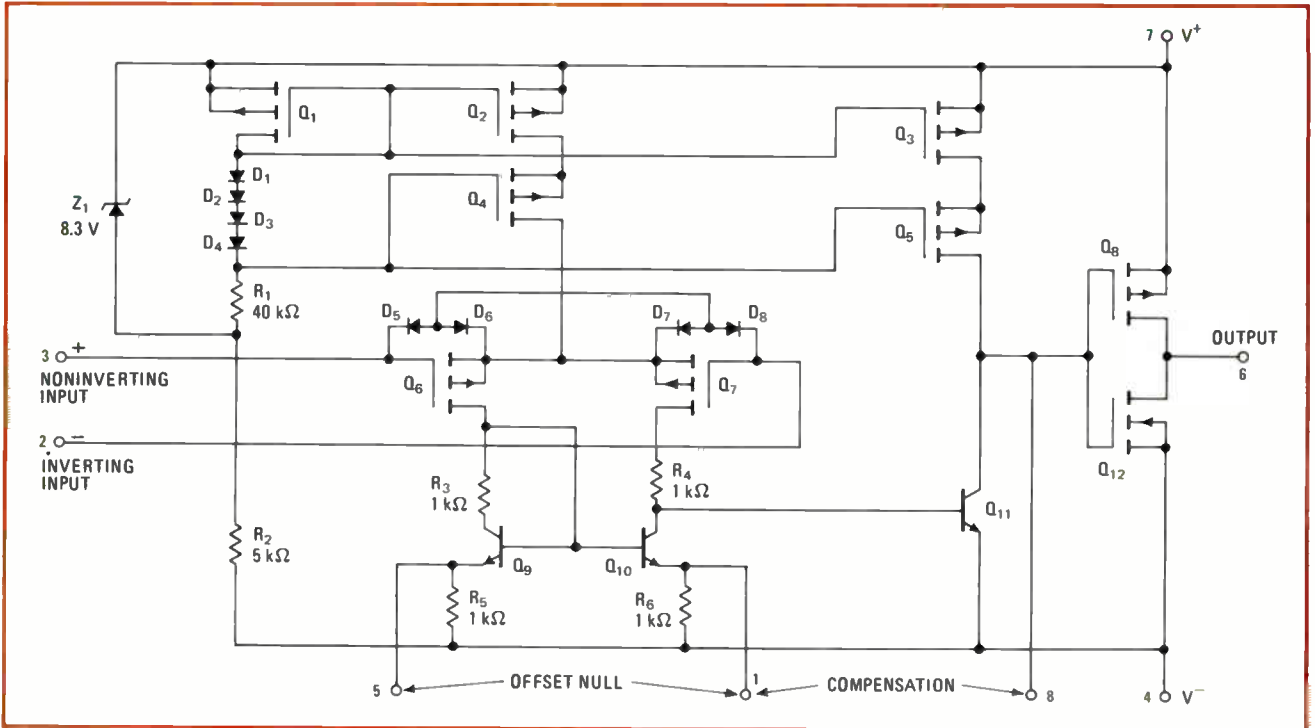 7 V+
Q1
Q2
Q3
D1
D2
D3
D4
Z1
8.3 V
Q4
Q5
Q8
R1
40 kΩ
D5
D6
D7
D8
OUTPUT
6
3 +
NONINVERTING
INPUT
Q6
Q7
2 −
INVERTING
INPUT
Q12
R3
1 kΩ
R4
1 kΩ
Q11
R2
5 kΩ
Q9
Q10
R5
1 kΩ
R6
1 kΩ
5
OFFSET NULL
1
COMPENSATION
8
4 V−